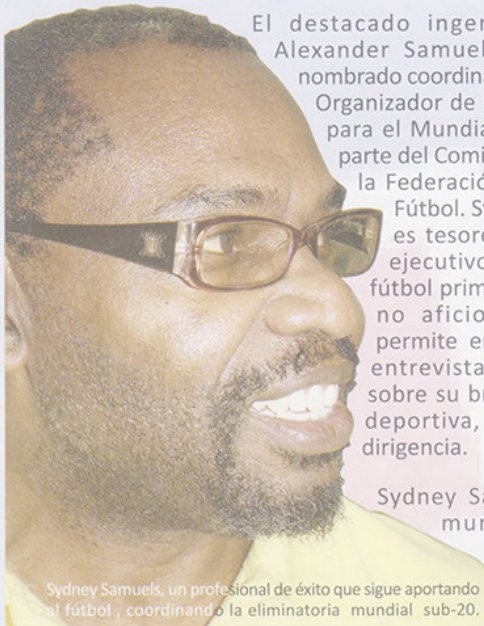 El destacado inger
Alexander Samuel
nombrado coordina
Organizador de
para el Mundia
parte del Comi
la Federació
Fútbol. S
es tesore
ejecutivo
fútbol prim
no aficio
permite e
entrevista
sobre su b
deportiva,
dirigencia.
Sydney Sa
mur
Sydney Samuels, un profesional de éxito que sigue aportando
al fútbol , coordinando la eliminatoria mundial sub-20.